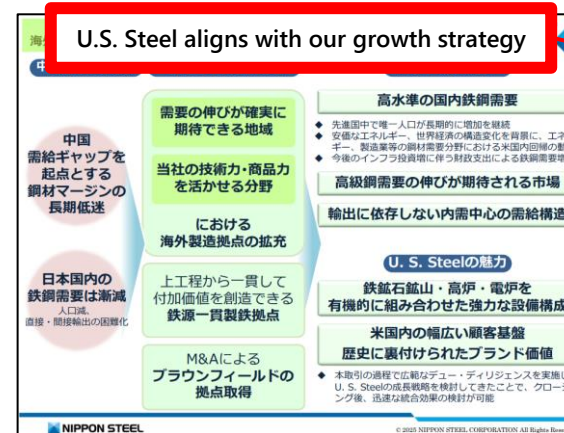 海外
U.S. Steel aligns with our growth strategy
中国
需給ギャップを
起点とする
鋼材マージンの
長期低迷
日本国内の
鉄鋼需要は漸減
人口減、
直接・間接輸出の困難化
需要の伸びが確実に
期待できる地域
当社の技術力・商品力
を活かせる分野
における
海外製造拠点の拡充
上工程から一貫して
付加価値を創造できる
鉄源一貫製鉄拠点
M&Aによる
ブラウンフィールドの
拠点取得
高水準の国内鉄鋼需要
◆ 先進国中で唯一人口が長期的に増加を継続
◆ 安価なエネルギー、世界経済の構造変化を背景に、エネ
ギー、製造業等の鋼材需要分野における米国内回帰の動
◆ 今後のインフラ投資増に伴う財政支出による鉄鋼需要増
高級鋼需要の伸びが期待される市場
輸出に依存しない内需中心の需給構造
U. S. Steelの魅力
鉄鉱石鉱山・高炉・電炉を
有機的に組み合わせた強力な設備構成
米国内の幅広い顧客基盤
歴史に裏付けられたブランド価値
◆ 本取引の過程で広範なデュー・ディリジェンスを実施し
U. S. Steelの成長戦略を検討してきたことで、クロージ
ング後、迅速な統合効果の検討が可能
NIPPON STEEL
© 2025 NIPPON STEEL CORPORATION All Rights Rese